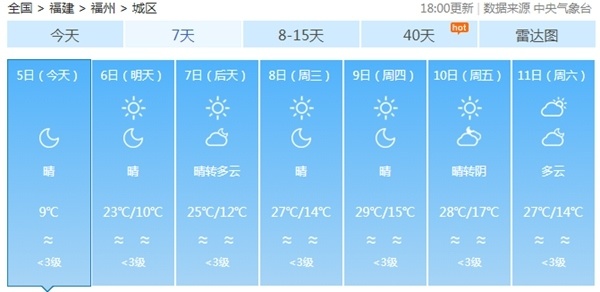 全国 > 福建 > 福州 > 城区
18:00更新 | 数据来源 中央气象台
今天 7天 8-15天 40天 hot 雷达图
5日（今天） 6日（明天） 7日（后天） 8日（周三） 9日（周四） 10日（周五） 11日（周六）
晴 晴 晴转多云 晴 晴 晴转阴 多云
9℃ 23℃/10℃ 25℃/12℃ 27℃/14℃ 29℃/15℃ 28℃/17℃ 27℃/14℃
<3级 <3级 <3级 <3级 <3级 <3级 <3级